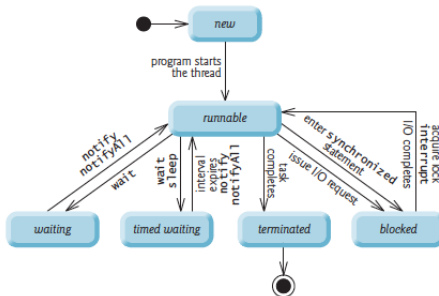 new
program starts
the thread
runnable
notify
notifyAll
wait
wait
sleep
interval
expires
notify
notifyAll
task
completes
enter synchronized
statement
issue I/O request
acquire lock
interrupt
I/O completes
waiting
timed waiting
terminated
blocked